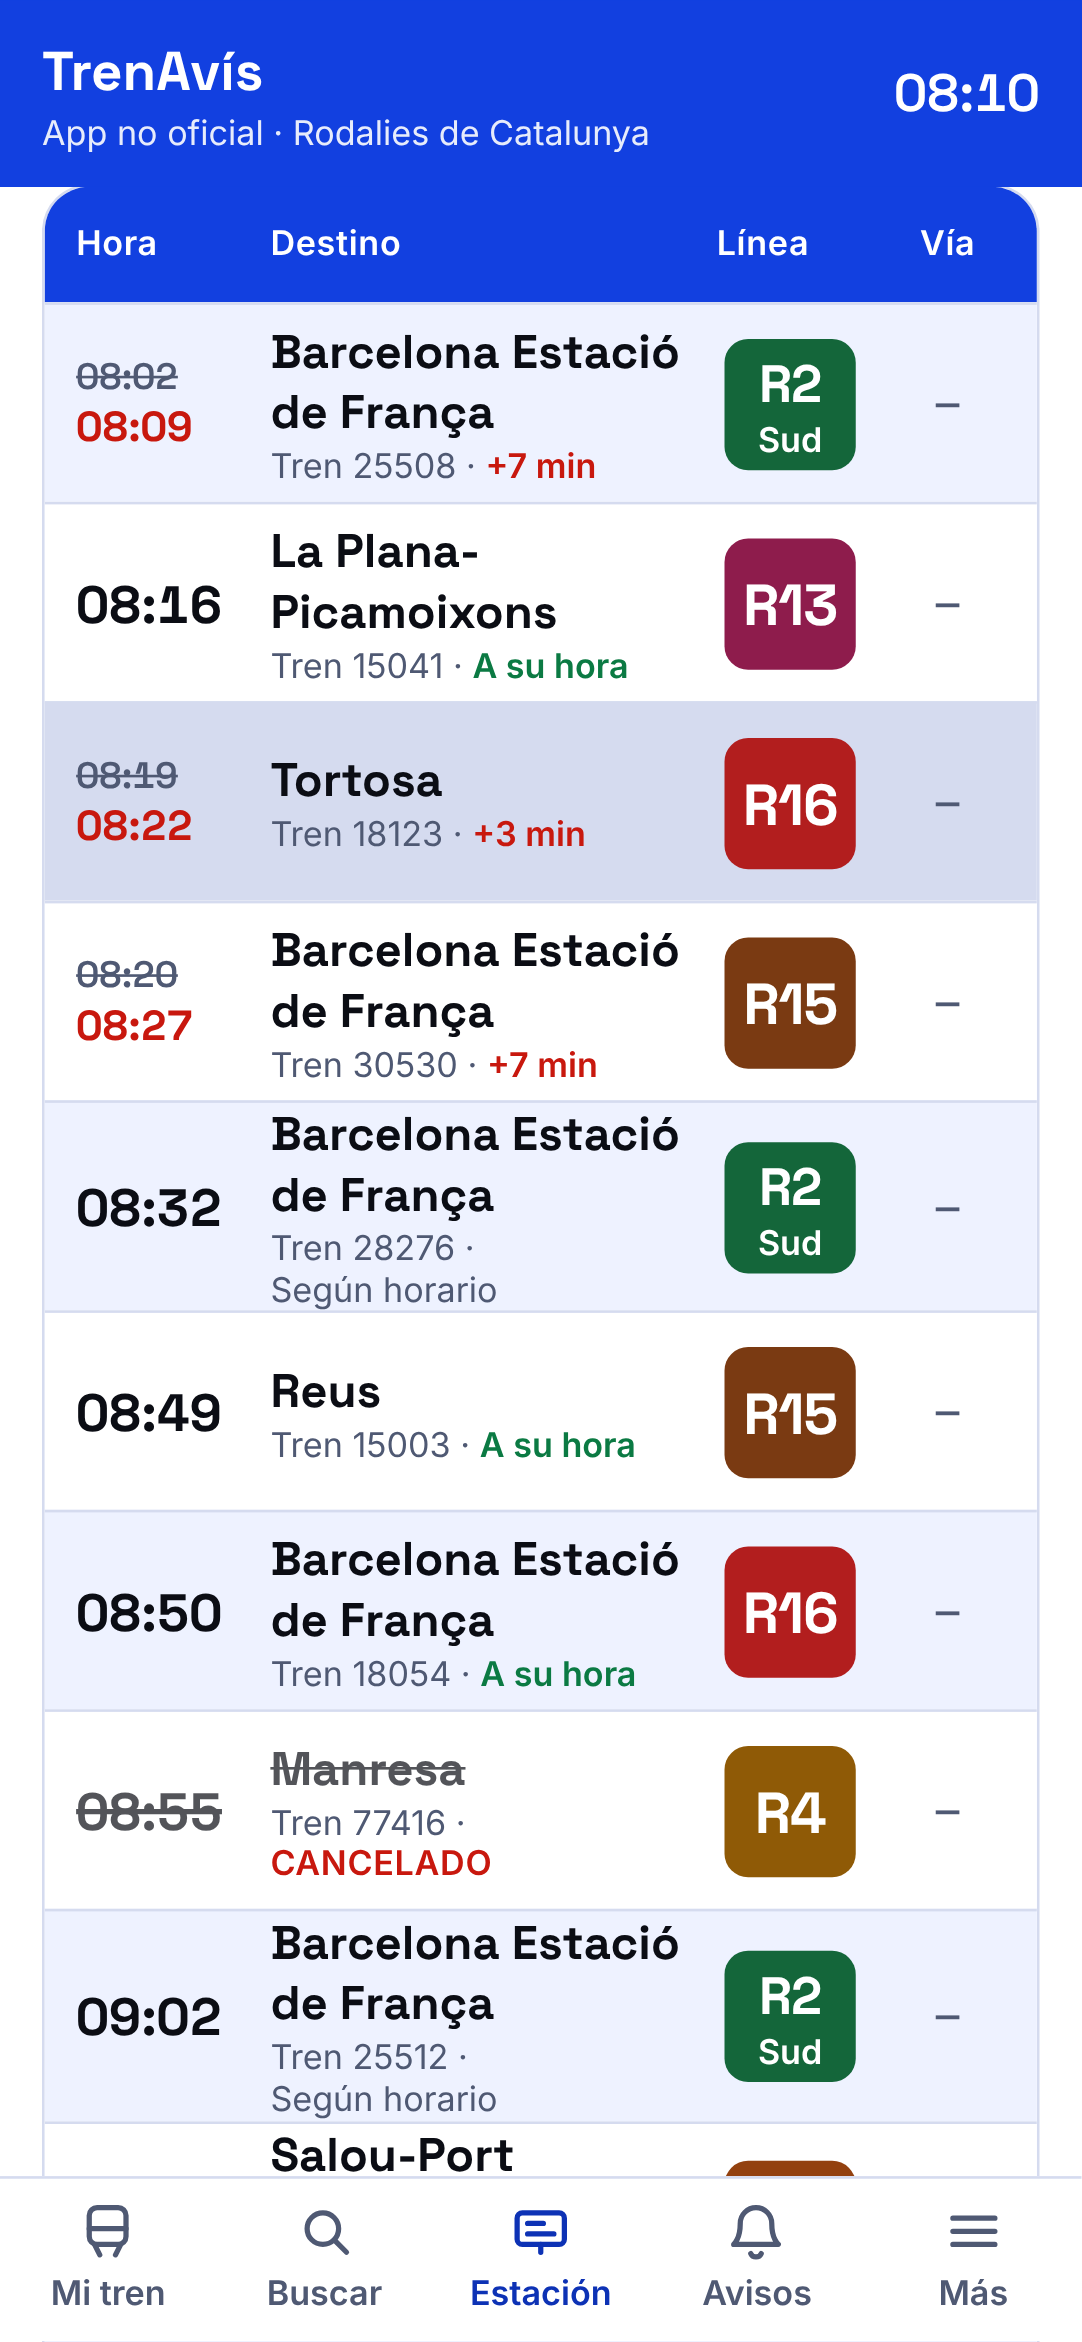 TrenAvís
App no oficial · Rodalies de Catalunya
08:10
Hora Destino Línea Vía
08:02
08:09
Barcelona Estació
de França
Tren 25508 · +7 min
R2
Sud
–
08:16
La Plana-
Picamoixons
Tren 15041 · A su hora
R13
–
08:19
08:22
Tortosa
Tren 18123 · +3 min
R16
–
08:20
08:27
Barcelona Estació
de França
Tren 30530 · +7 min
R15
–
08:32
Barcelona Estació
de França
Tren 28276 ·
Según horario
R2
Sud
–
08:49
Reus
Tren 15003 · A su hora
R15
–
08:50
Barcelona Estació
de França
Tren 18054 · A su hora
R16
–
08:55
Manresa
Tren 77416 ·
CANCELADO
R4
–
09:02
Barcelona Estació
de França
Tren 25512 ·
Según horario
R2
Sud
–
Salou-Port
Mi tren Buscar Estación Avisos Más